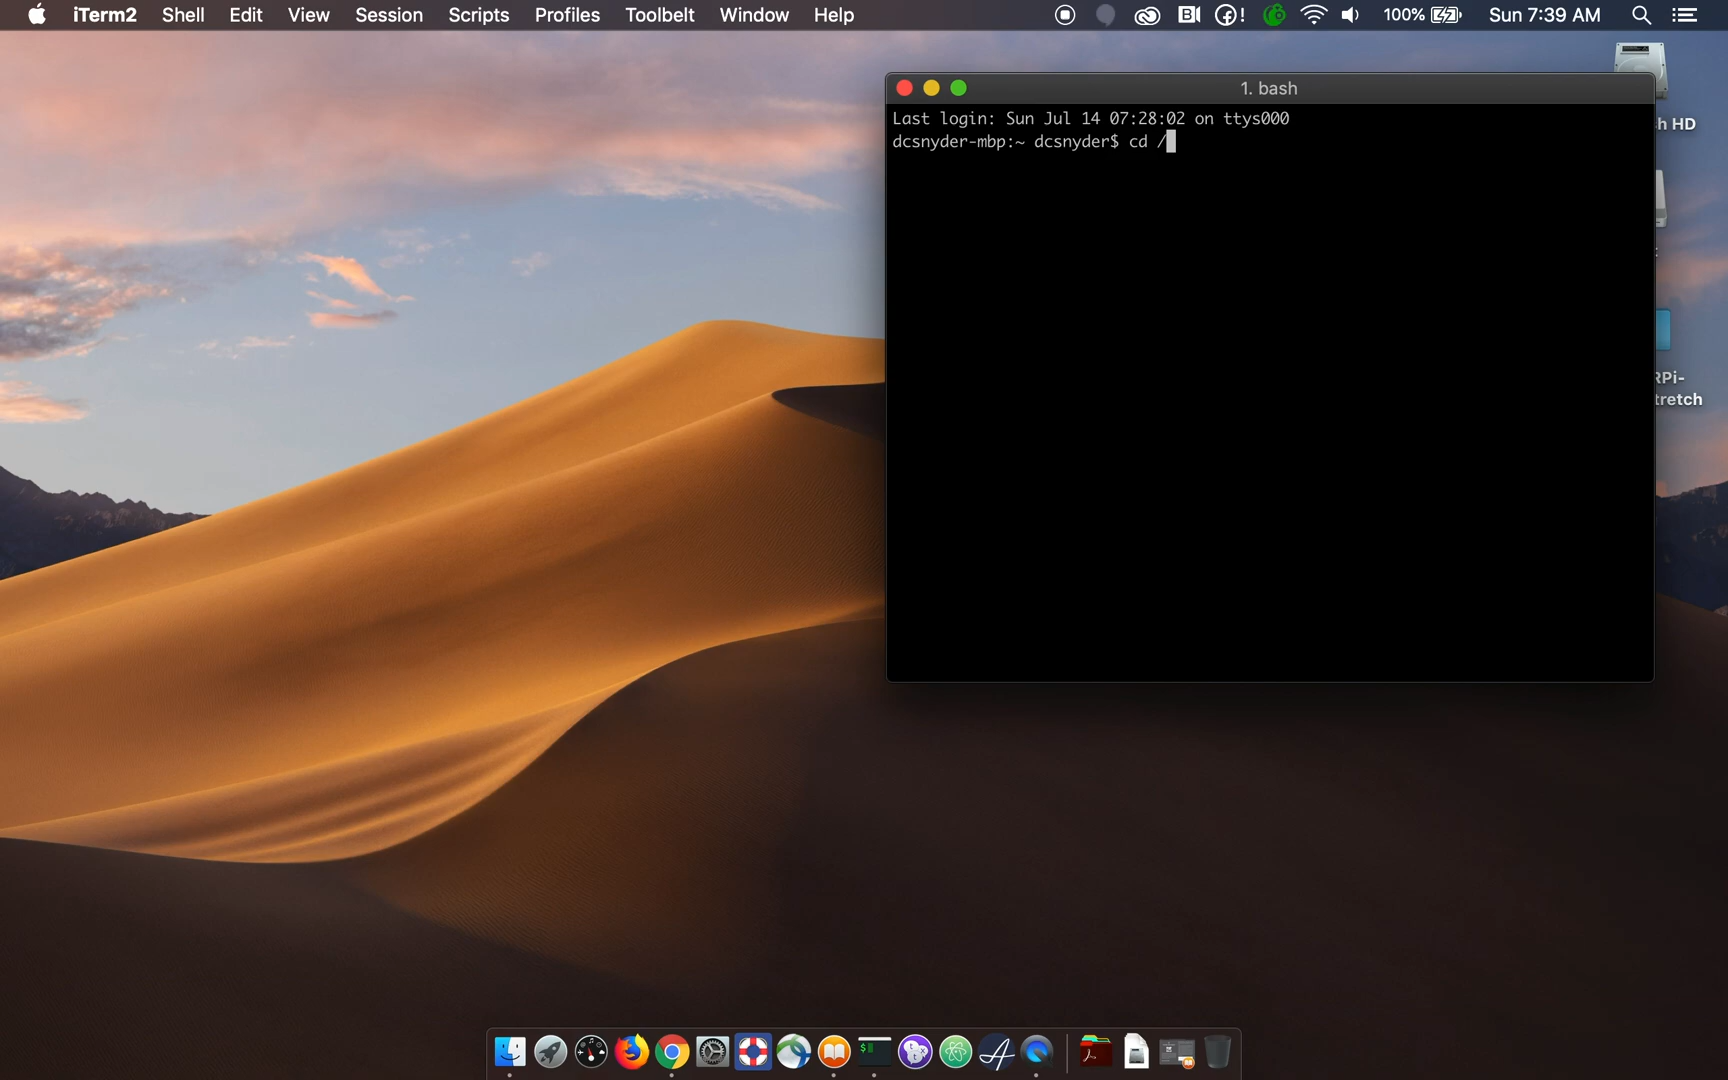 iTerm2 Shell Edit View Session Scripts Profiles Toolbelt Window Help 100% Sun 7:39 AM
1. bash
Last login: Sun Jul 14 07:28:02 on ttys000
dcsnyder-mbp:~ dcsnyder$ cd /
h HD
RPi-
tretch